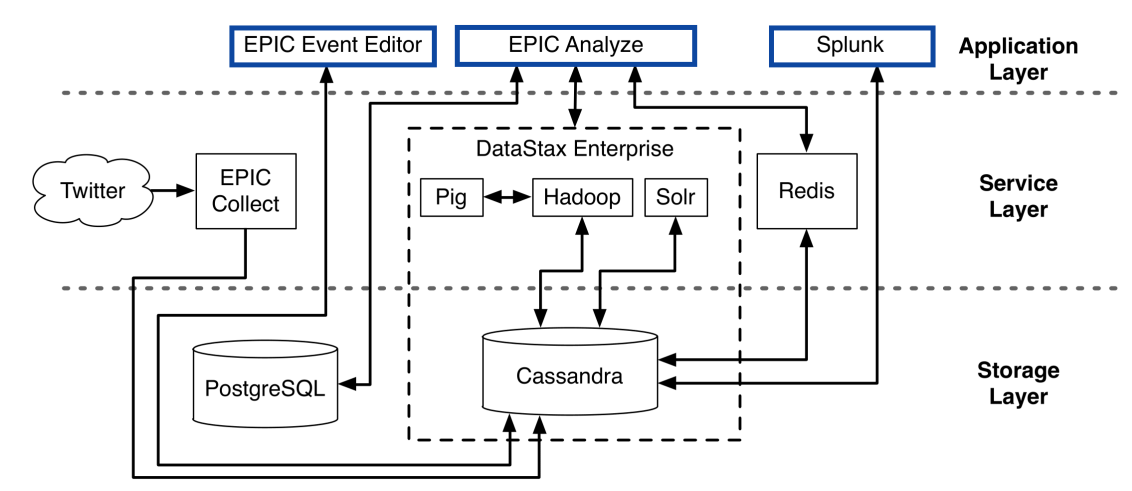 EPIC Event Editor
EPIC Analyze
Splunk
Application
Layer
DataStax Enterprise
Twitter
EPIC
Collect
Pig
Hadoop
Solr
Redis
Service
Layer
PostgreSQL
Cassandra
Storage
Layer